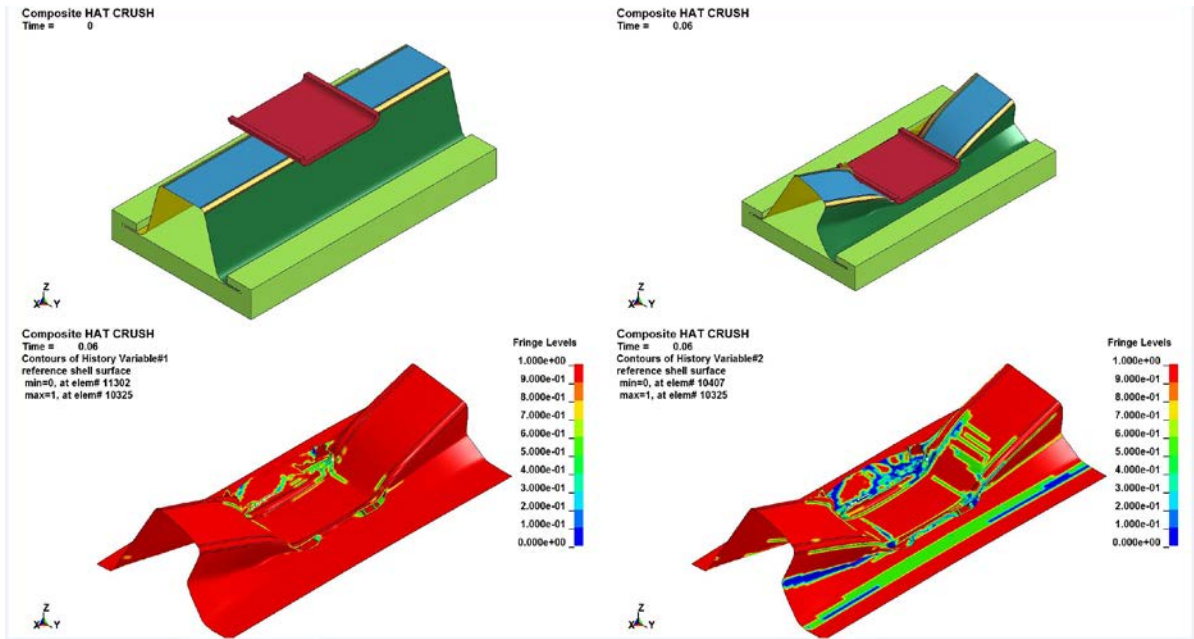 Composite HAT CRUSH
Time = 0
Z
X Y
Composite HAT CRUSH
Time = 0.06
Z
X Y
Composite HAT CRUSH
Time = 0.06
Contours of History Variable#1
reference shell surface
min=0, at elem# 11302
max=1, at elem# 10325
Fringe Levels
1.000e+00
9.000e-01
8.000e-01
7.000e-01
6.000e-01
5.000e-01
4.000e-01
3.000e-01
2.000e-01
1.000e-01
0.000e+00
Z
X Y
Composite HAT CRUSH
Time = 0.06
Contours of History Variable#2
reference shell surface
min=0, at elem# 10407
max=1, at elem# 10325
Fringe Levels
1.000e+00
9.000e-01
8.000e-01
7.000e-01
6.000e-01
5.000e-01
4.000e-01
3.000e-01
2.000e-01
1.000e-01
0.000e+00
Z
X Y